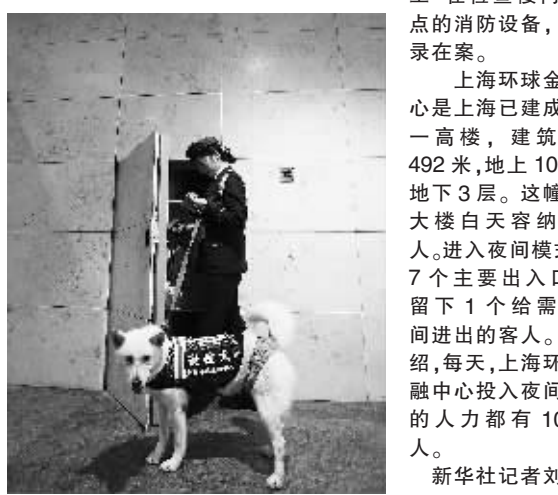 点的消防设备，
录在案。
上海环球金
心是上海已建成
一高楼，建筑
492 米，地上 10
地下 3 层。这幢
大楼白天容纳
人。进入夜间模式
7 个主要出入口
留下 1 个给需
间进出的客人。
绍，每天，上海环
融中心投入夜间
的人力都有 10
人。
新华社记者刘